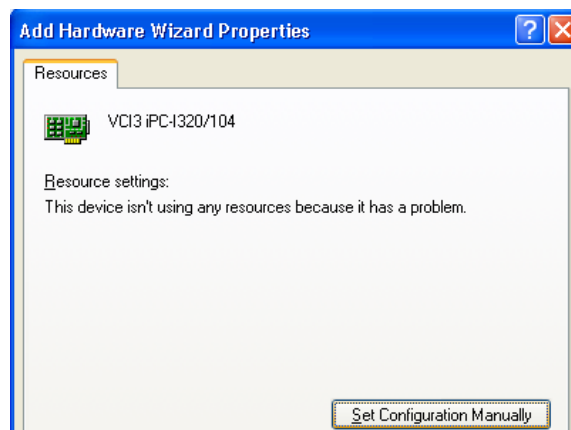 Add Hardware Wizard Properties
Resources
VCI3 iPC-I320/104
Resource settings:
This device isn't using any resources because it has a problem.
Set Configuration Manually